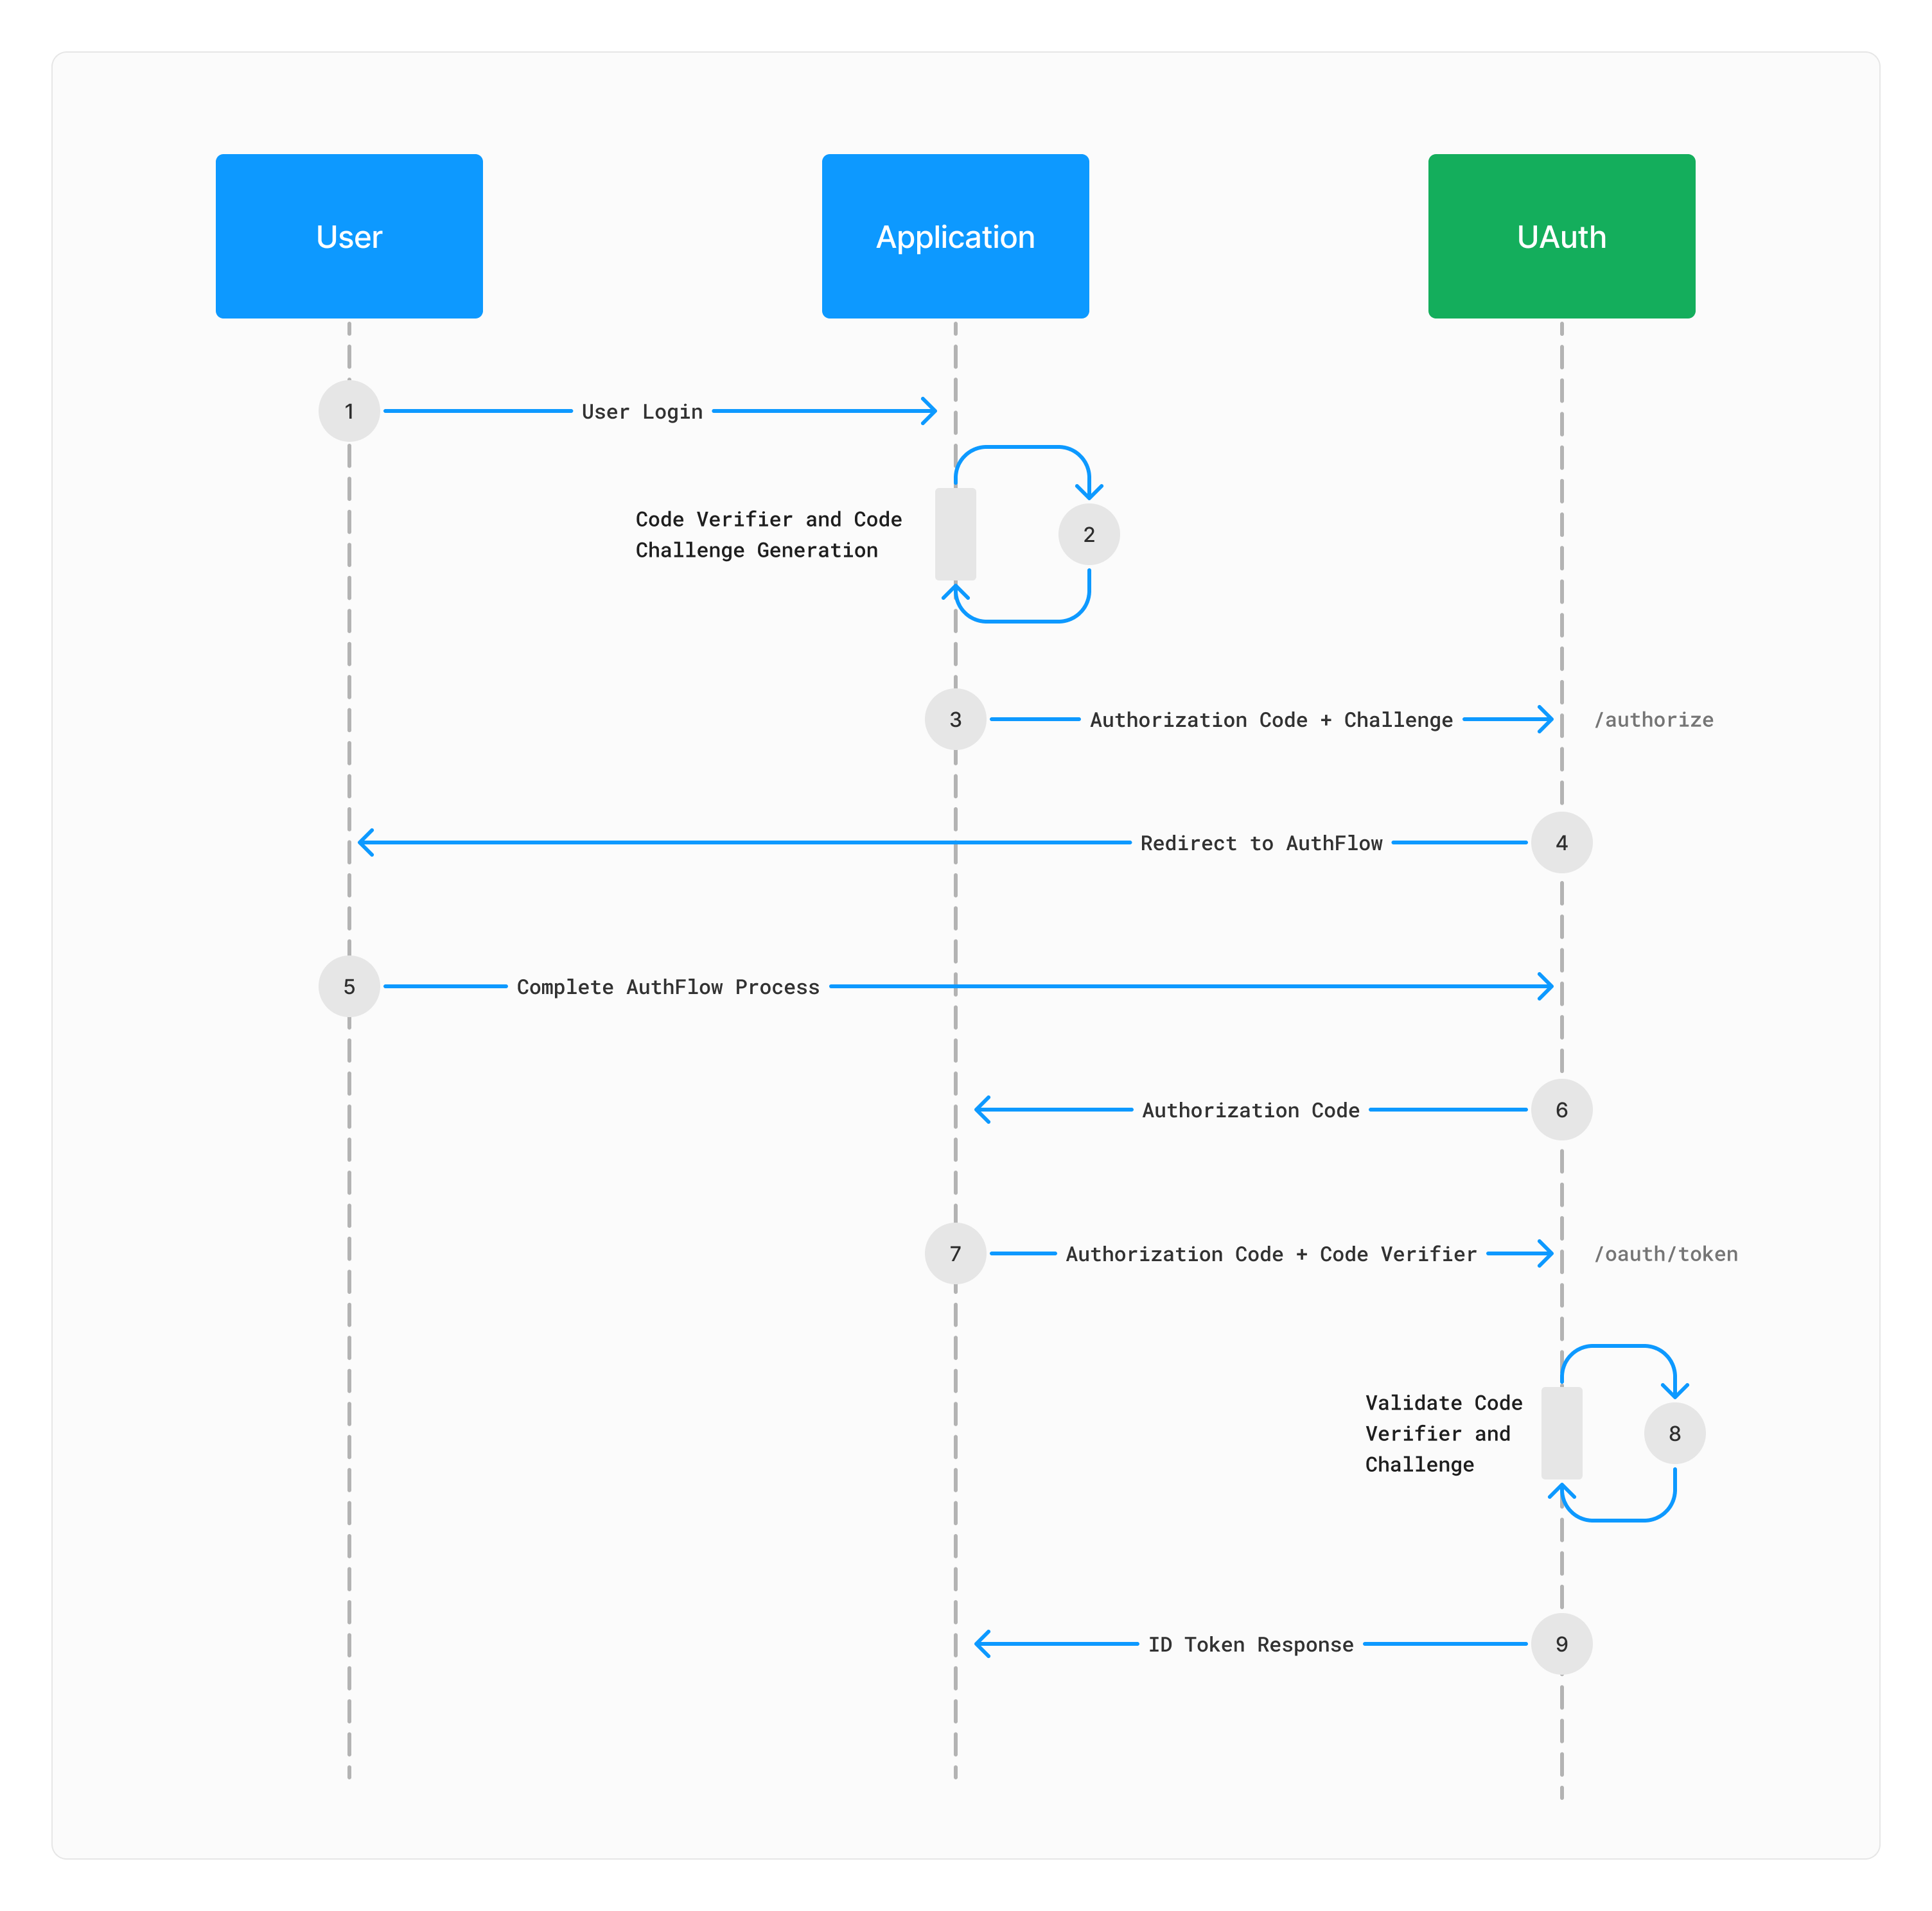 User
Application
UAuth
1
User Login
Code Verifier and Code
Challenge Generation
2
3
Authorization Code + Challenge
/authorize
Redirect to AuthFlow
4
5
Complete AuthFlow Process
Authorization Code
6
7
Authorization Code + Code Verifier
/oauth/token
Validate Code
Verifier and
Challenge
8
ID Token Response
9